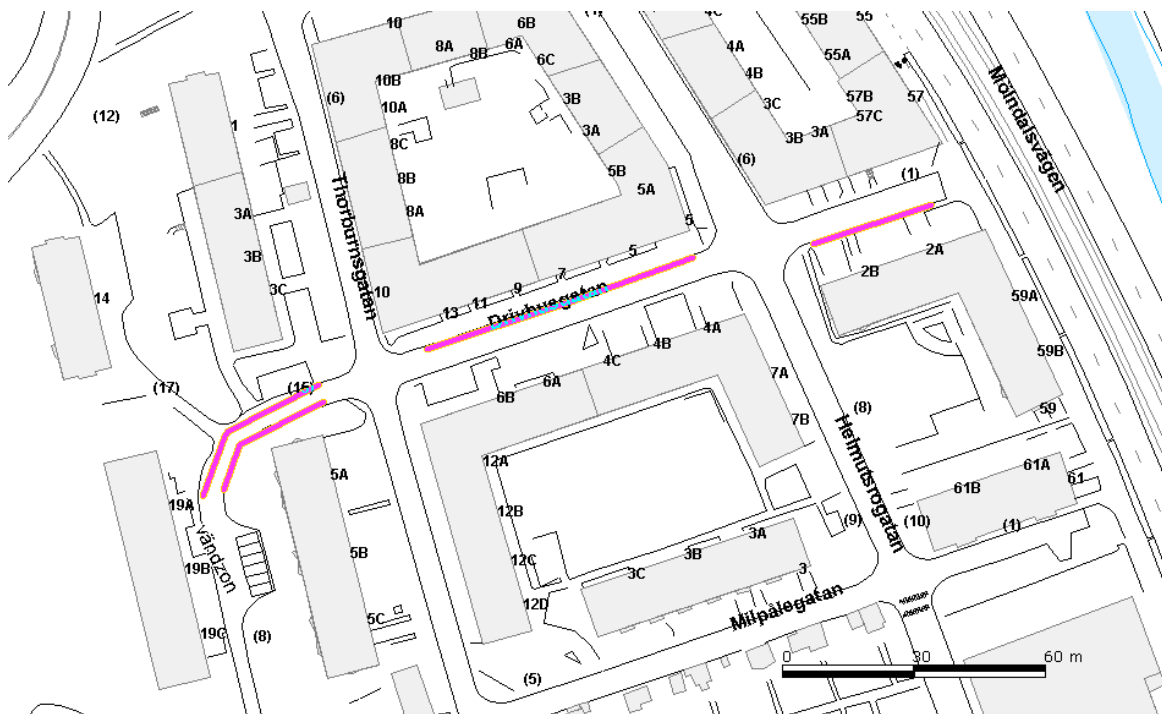 10
6B
4C
55B
55
6A
8A
8B
4A
55A
6C
10B
4B
57B
57
Mölndalsvägen
(6)
10A
3B
3C
57C
(12)
1
3A
3B
3A
8C
(6)
5B
(1)
8B
5A
Thorburnsgatan
3A
8A
5
3B
5
2A
7
2B
3C
9
59A
14
10
11
Drivhusgatan
13
4A
59B
4B
4C
7A
(17)
(15)
6A
6B
(8)
59
7B
Helmutsrogatan
12A
61A
5A
61
61B
19A
12B
(9)
(10)
(1)
vändzon
3A
5B
3B
12C
19B
3C
3
12D
Milpålegatan
5C
19C
(8)
(5)
0 30 60 m